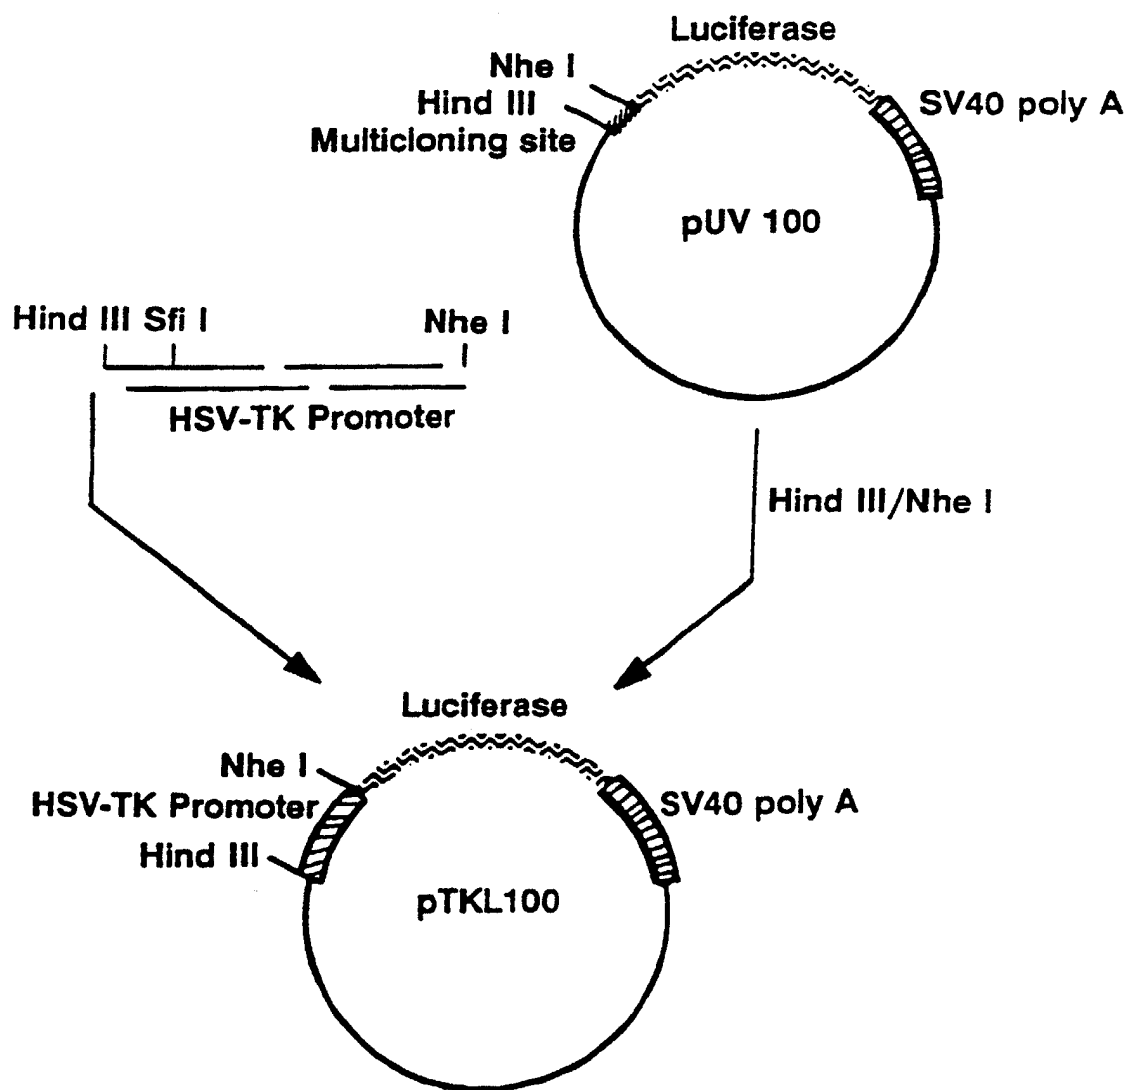 Luciferase
Nhe I
Hind III
Multicloning site
SV40 poly A
pUV 100
Hind III Sfi I
Nhe I
HSV-TK Promoter
Hind III/Nhe I
Luciferase
Nhe I
HSV-TK Promoter
Hind III
SV40 poly A
pTKL100